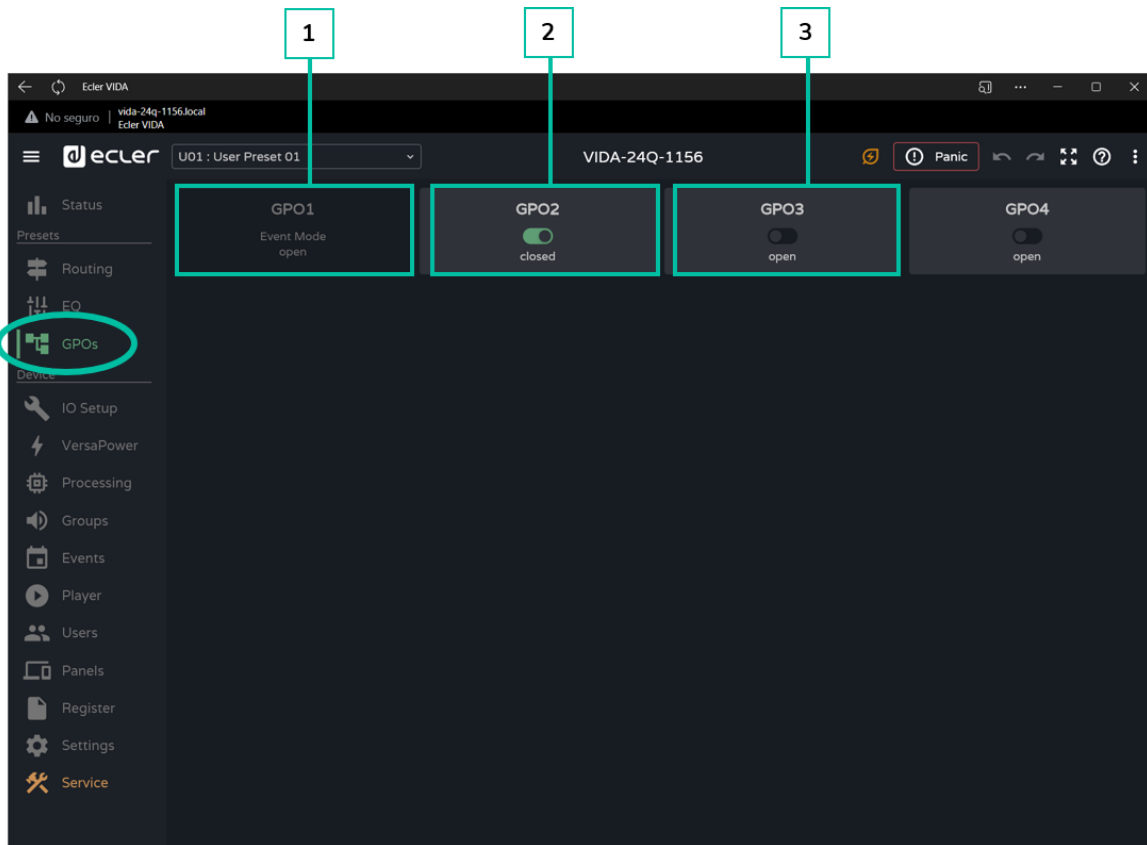 1
2
3
Ecler VIDA
No seguro
vida-24q-1156.local
Ecler VIDA
ecler
U01 : User Preset 01
VIDA-24Q-1156
Panic
Status
Presets
Routing
EQ
GPOs
Device
IO Setup
VersaPower
Processing
Groups
Events
Player
Users
Panels
Register
Settings
Service
GPO1
Event Mode
open
GPO2
closed
GPO3
open
GPO4
open